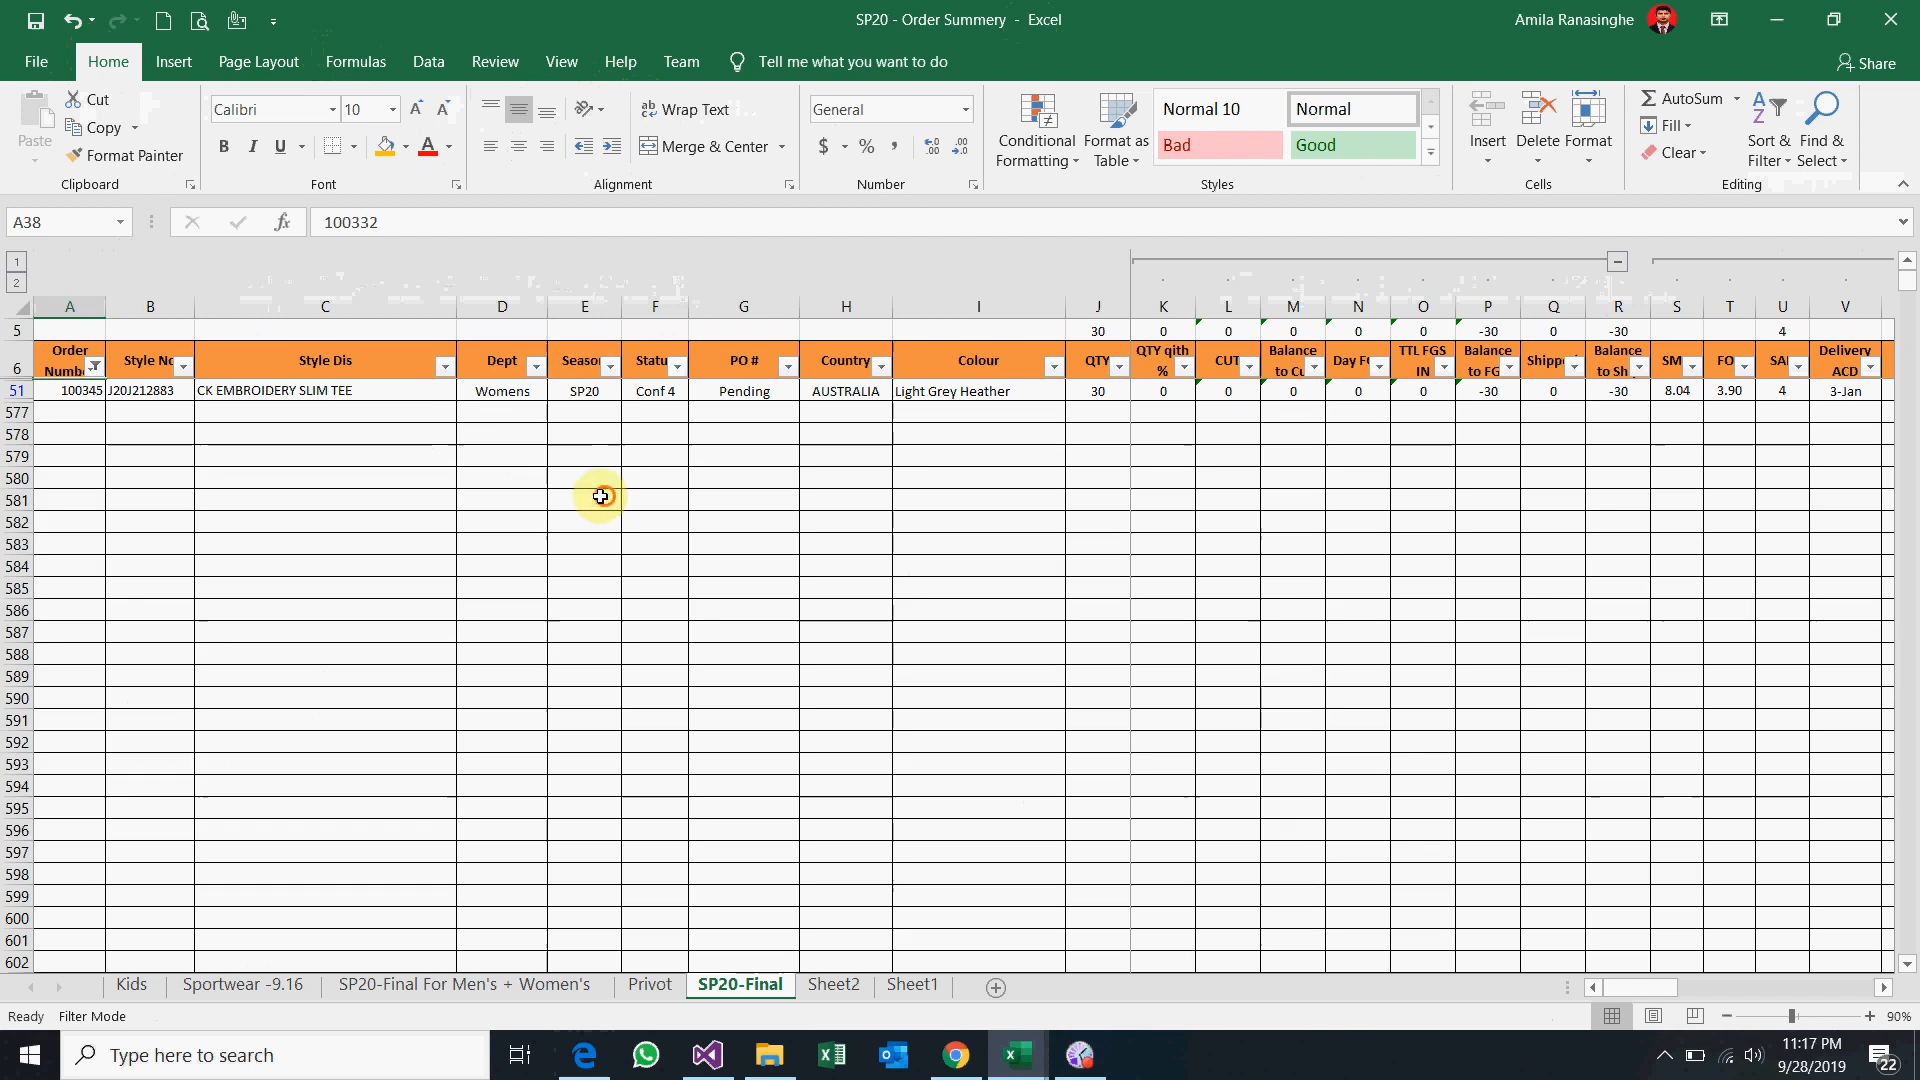 SP20 - Order Summery - Excel
Amila Ranasinghe
File Home Insert Page Layout Formulas Data Review View Help Team Tell me what you want to do Share
Paste Cut Copy Format Painter Clipboard
Calibri 10 B I U A Font
Wrap Text Merge & Center Alignment
General $ % , Number
Conditional Formatting Format as Table Normal 10 Normal Bad Good Styles
Insert Delete Format Cells
AutoSum Fill Clear Sort & Filter Find & Select Editing
A38 fx 100332
1
2
A B C D E F G H I J K L M N O P Q R S T U V
5 30 0 0 0 0 0 -30 0 -30 4
6 Order Numbe Style No Style Dis Dept Seaso Statu PO # Country Colour QTY QTY qith % CUT Balance to Cu Day F TTL FGS IN Balance to FG Shipp Balance to Sh SM FO SA Delivery ACD
51 100345 J20J212883 CK EMBROIDERY SLIM TEE Womens SP20 Conf 4 Pending AUSTRALIA Light Grey Heather 30 0 0 0 0 0 -30 0 -30 8.04 3.90 4 3-Jan
577
578
579
580
581
582
583
584
585
586
587
588
589
590
591
592
593
594
595
596
597
598
599
600
601
602
Kids Sportwear -9.16 SP20-Final For Men's + Women's Privot SP20-Final Sheet2 Sheet1
Ready Filter Mode 90%
Type here to search
11:17 PM
9/28/2019
22